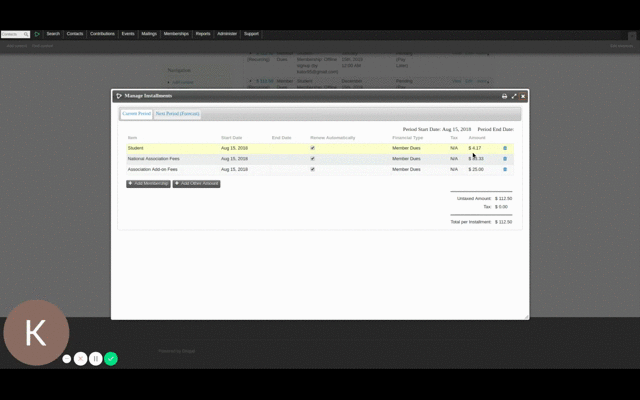 Contacts
Search Contacts Contributions Events Mailings Memberships Reports Administer Support
Manage Installments
Current Period Next Period (Forecast)
Period Start Date: Aug 15, 2018 Period End Date:
Item Start Date End Date Renew Automatically Financial Type Tax Amount
Student Aug 15, 2018 Member Dues N/A $ 4.17
National Association Fees Aug 15, 2018 Member Dues N/A
Association Add-on Fees Aug 15, 2018 Member Dues N/A $ 25.00
Add Membership Add Other Amount
Untaxed Amount: $ 112.50
Tax: $ 0.00
Total per Installment: $ 112.50
K